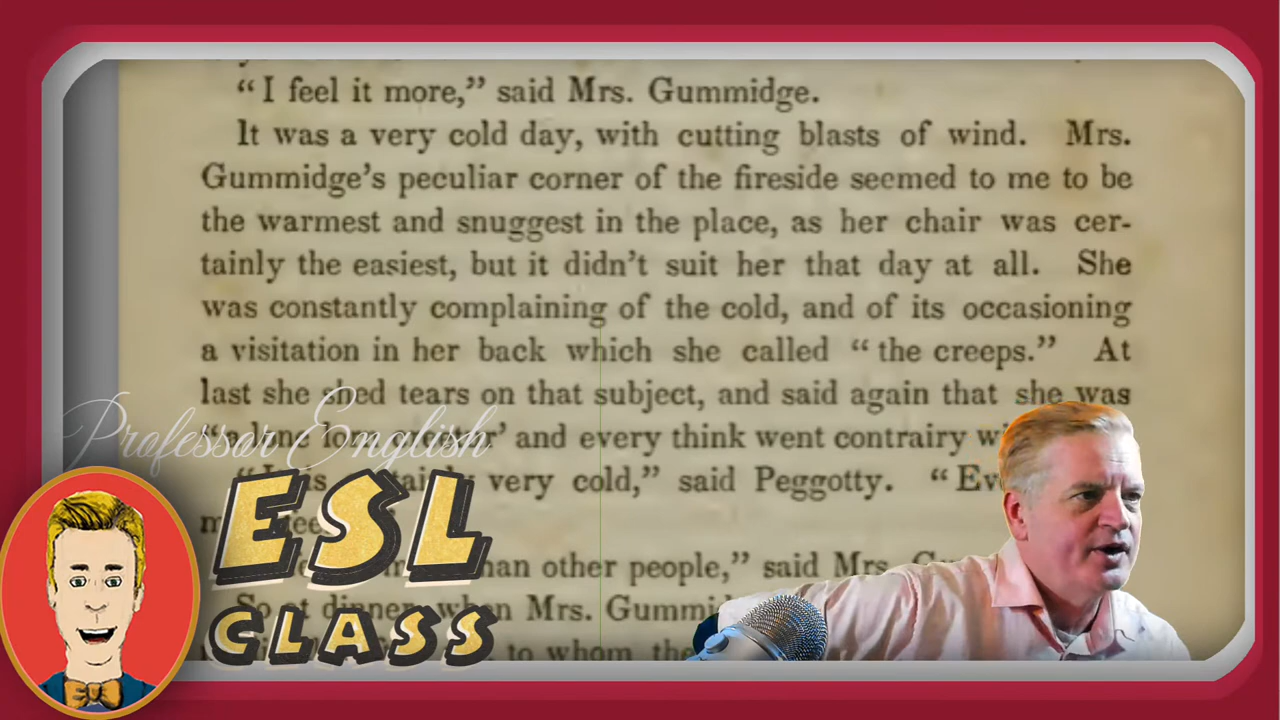 “I feel it more,” said Mrs. Gummidge.
It was a very cold day, with cutting blasts of wind. Mrs.
Gummidge’s peculiar corner of the fireside seemed to me to be
the warmest and snuggest in the place, as her chair was cer-
tainly the easiest, but it didn’t suit her that day at all. She
was constantly complaining of the cold, and of its occasioning
a visitation in her back which she called “the creeps.” At
last she shed tears on that subject, and said again that she was
and every think went contrairy
very cold,” said Peggotty. “
other people,” said Mrs.
So at dinner, when Mrs.
to whom the
Professor English
ESL
CLASS